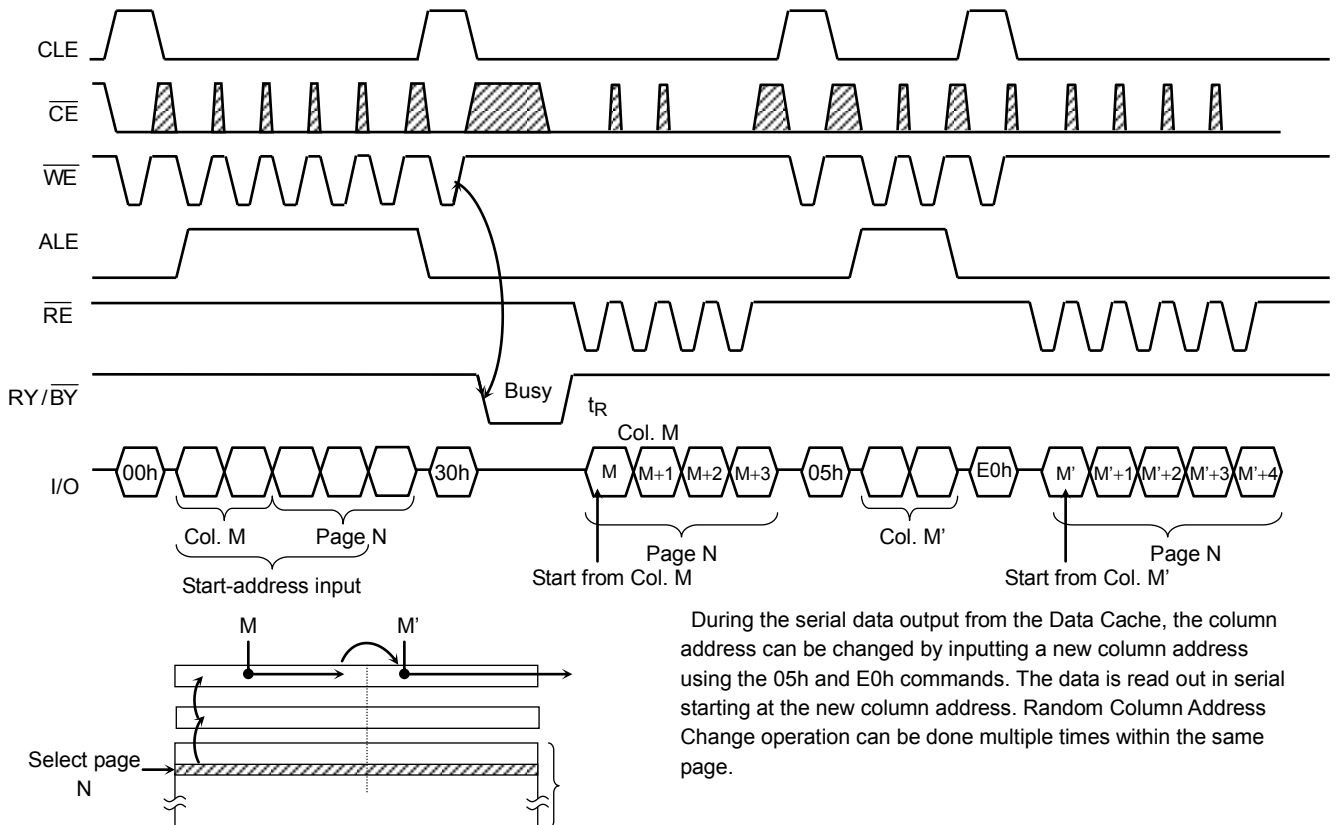 CLE
CE
WE
ALE
RE
RY/BY
Busy
tR
Col. M
I/O
00h
30h
M
M+1
M+2
M+3
05h
E0h
M'
M'+1
M'+2
M'+3
M'+4
Col. M
Page N
Start-address input
Page N
Start from Col. M
Col. M'
Page N
Start from Col. M'
M
M'
Select page
N
During the serial data output from the Data Cache, the column
address can be changed by inputting a new column address
using the 05h and E0h commands. The data is read out in serial
starting at the new column address. Random Column Address
Change operation can be done multiple times within the same
page.